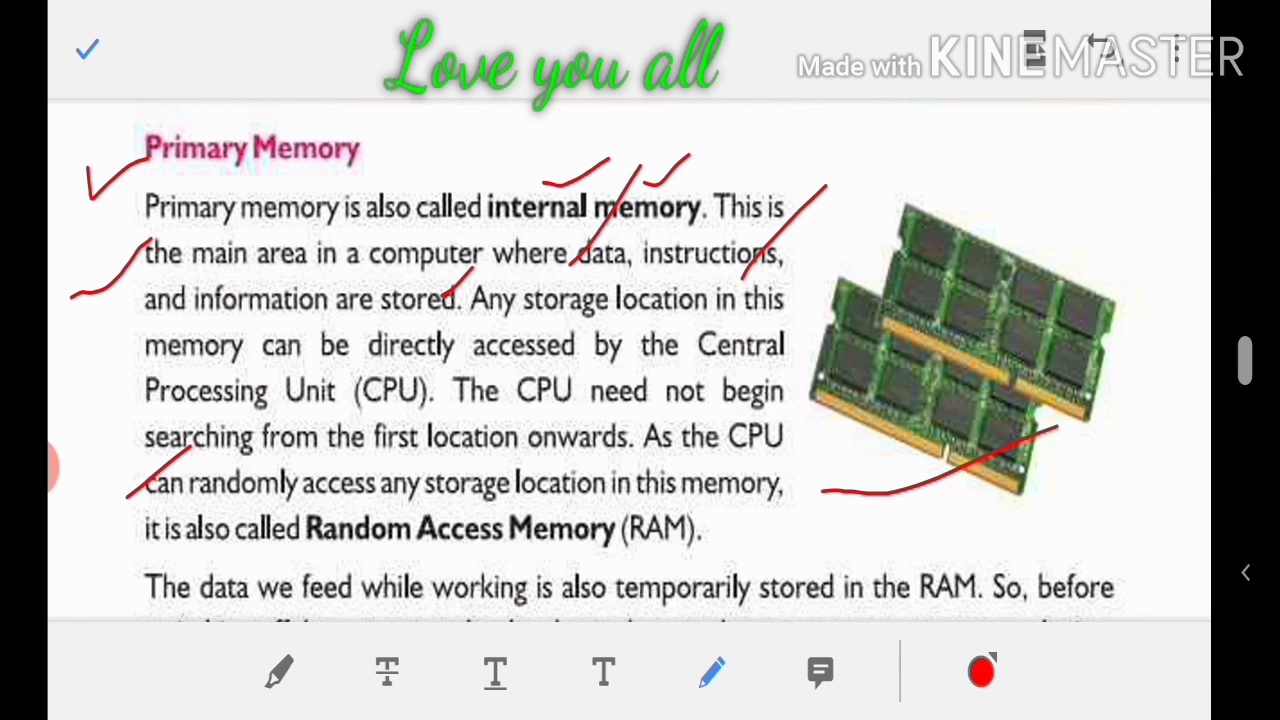 Love you all
Made with KINEMASTER
Primary Memory
Primary memory is also called internal memory. This is
the main area in a computer where data, instructions,
and information are stored. Any storage location in this
memory can be directly accessed by the Central
Processing Unit (CPU). The CPU need not begin
searching from the first location onwards. As the CPU
can randomly access any storage location in this memory,
it is also called Random Access Memory (RAM).
The data we feed while working is also temporarily stored in the RAM. So, before
T T T